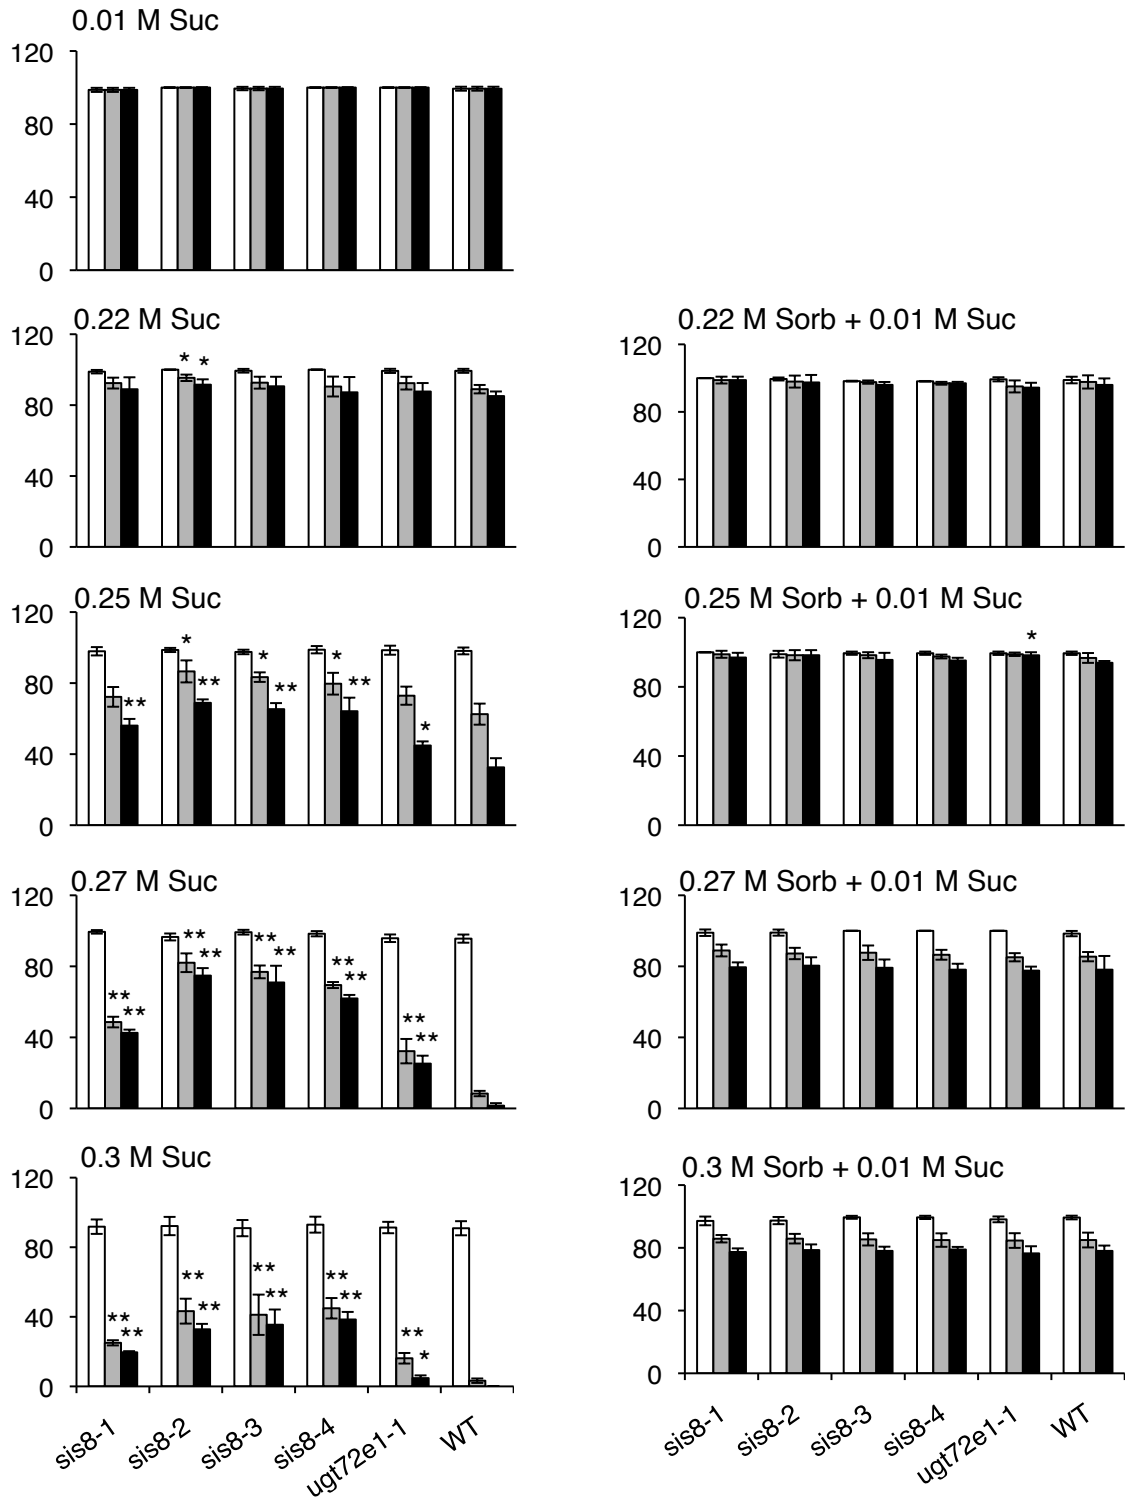 0.01 M Suc
120
80
40
0
0.22 M Suc
120
80
40
0
* *
0.22 M Sorb + 0.01 M Suc
120
80
40
0
0.25 M Suc
120
80
40
0
* ** * ** * ** *
0.25 M Sorb + 0.01 M Suc
120
80
40
0
*
0.27 M Suc
120
80
40
0
** ** ** ** ** ** ** ** ** **
0.27 M Sorb + 0.01 M Suc
120
80
40
0
0.3 M Suc
120
80
40
0
** ** ** ** ** ** ** ** ** *
sis8-1
sis8-2
sis8-3
sis8-4
ugt72e1-1
WT
0.3 M Sorb + 0.01 M Suc
120
80
40
0
sis8-1
sis8-2
sis8-3
sis8-4
ugt72e1-1
WT